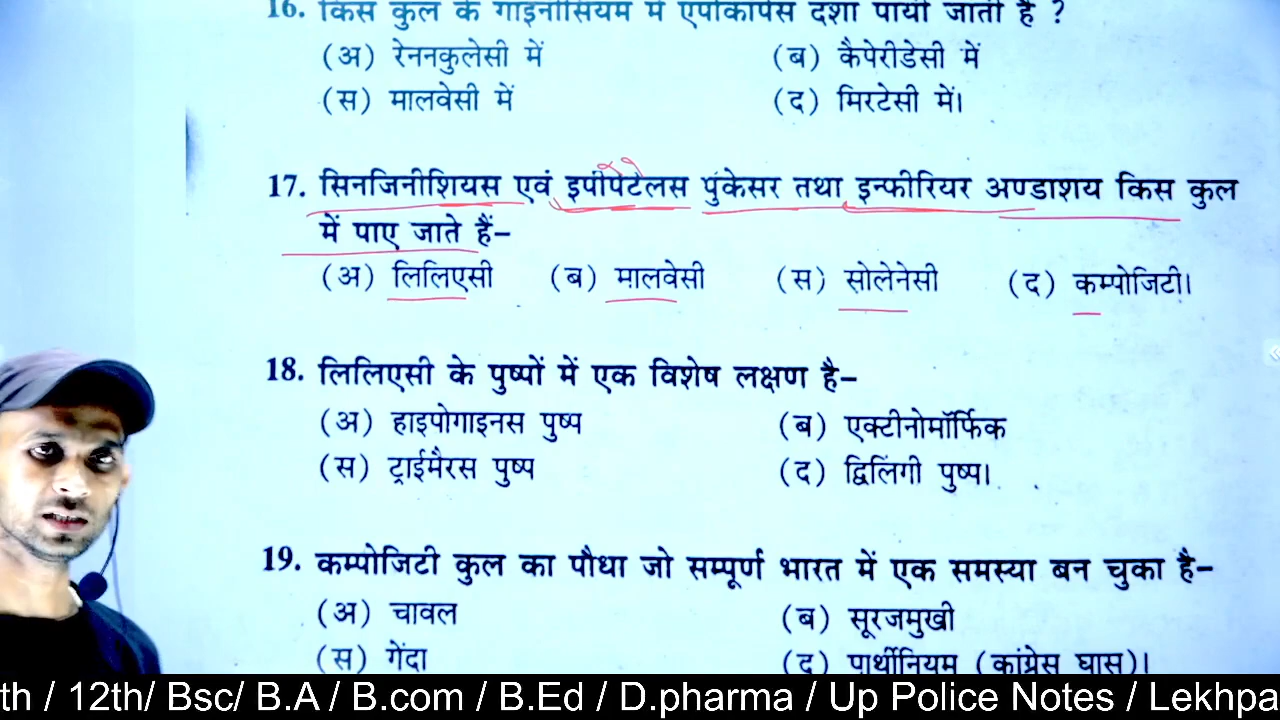 16. किस कुल के गाइनोसियम में एपोकार्पस दशा पायी जाती है ?
(अ) रेननकुलेसी में (ब) कैपेरीडेसी में
(स) मालवेसी में (द) मिरटेसी में।
17. सिनजिनीशियस एवं इपीपेटेलस पुंकेसर तथा इन्फीरियर अण्डाशय किस कुल
में पाए जाते हैं-
(अ) लिलिएसी (ब) मालवेसी (स) सोलेनेसी (द) कम्पोजिटी।
18. लिलिएसी के पुष्पों में एक विशेष लक्षण है-
(अ) हाइपोगाइनस पुष्प (ब) एक्टीनोमॉर्फिक
(स) ट्राईमैरस पुष्प (द) द्विलिंगी पुष्प।
19. कम्पोजिटी कुल का पौधा जो सम्पूर्ण भारत में एक समस्या बन चुका है-
(अ) चावल (ब) सूरजमुखी
(स) गेंदा (द) पार्थीनियम (कांग्रेस घास)।
th / 12th/ Bsc/ B.A / B.com / B.Ed / D.pharma / Up Police Notes / Lekhpa